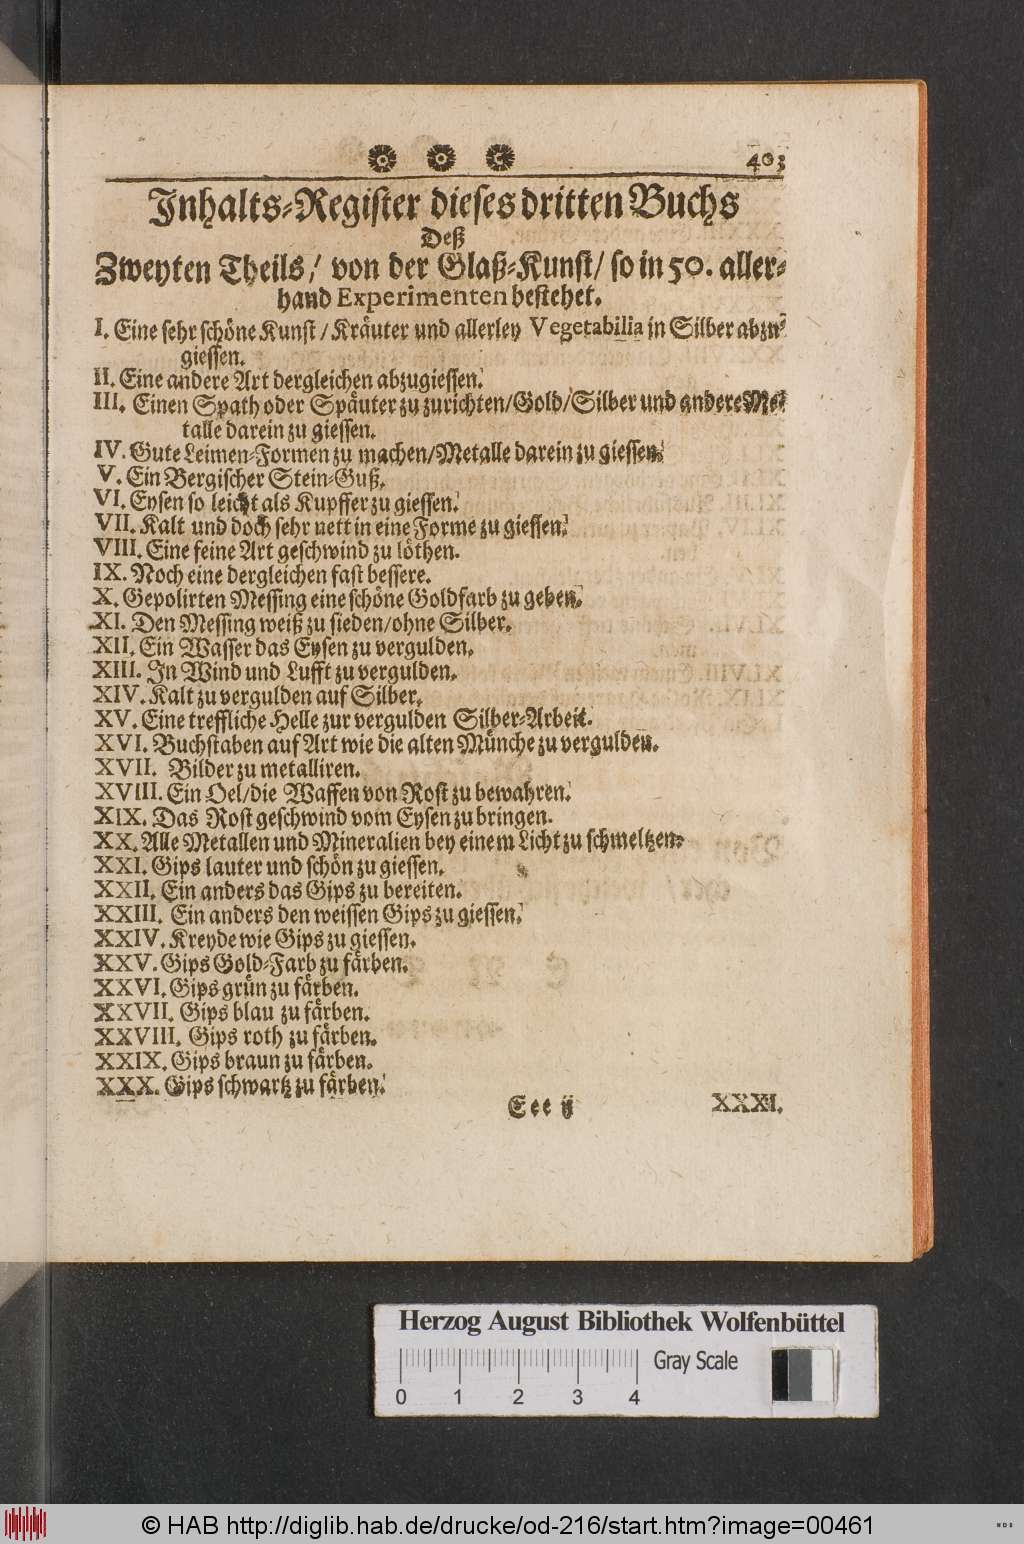 403
Inhalts-Register dieses dritten Buchs
Deß
Zweyten Theils/ von der Glaß-Kunst/ so in 50. aller-
hand Experimenten bestehet.
I. Eine sehr schöne Kunst / Kräuter und allerley Vegetabilia in Silber abzu-
giessen.
II. Eine andere Art dergleichen abzugiessen.
III. Einen Spath oder Späuter zu zurichten/Gold/Silber und andere Me-
talle darein zu giessen.
IV. Gute Leimen-Formen zu machen/Metalle darein zu giessen.
V. Ein Bergischer Stein-Guß.
VI. Eysen so leicht als Kupffer zu giessen.
VII. Kalt und doch sehr nett in eine Forme zu giessen.
VIII. Eine feine Art geschwind zu löthen.
IX. Noch eine dergleichen fast bessere.
X. Gepolirten Messing eine schöne Goldfarb zu geben.
XI. Den Messing weiß zu sieden/ohne Silber.
XII. Ein Wasser das Eysen zu vergulden.
XIII. In Wind und Lufft zu vergulden.
XIV. Kalt zu vergulden auf Silber.
XV. Eine treffliche Helle zur vergulden Silber-Arbeit.
XVI. Buchstaben auf Art wie die alten Münche zu vergulden.
XVII. Bilder zu metalliren.
XVIII. Ein Oel/die Waffen von Rost zu bewahren.
XIX. Das Rost geschwind vom Eysen zu bringen.
XX. Alle Metallen und Mineralien bey einem Licht zu schmeltzen.
XXI. Gips lauter und schön zu giessen.
XXII. Ein anders das Gips zu bereiten.
XXIII. Ein anders den weissen Gips zu giessen.
XXIV. Kreyde wie Gips zu giessen.
XXV. Gips Gold-Farb zu färben.
XXVI. Gips grün zu färben.
XXVII. Gips blau zu färben.
XXVIII. Gips roth zu färben.
XXIX. Gips braun zu färben.
XXX. Gips schwartz zu färben.
Eee ij XXXI.
Herzog August Bibliothek Wolfenbüttel
Gray Scale
0 1 2 3 4
© HAB http://diglib.hab.de/drucke/od-216/start.htm?image=00461